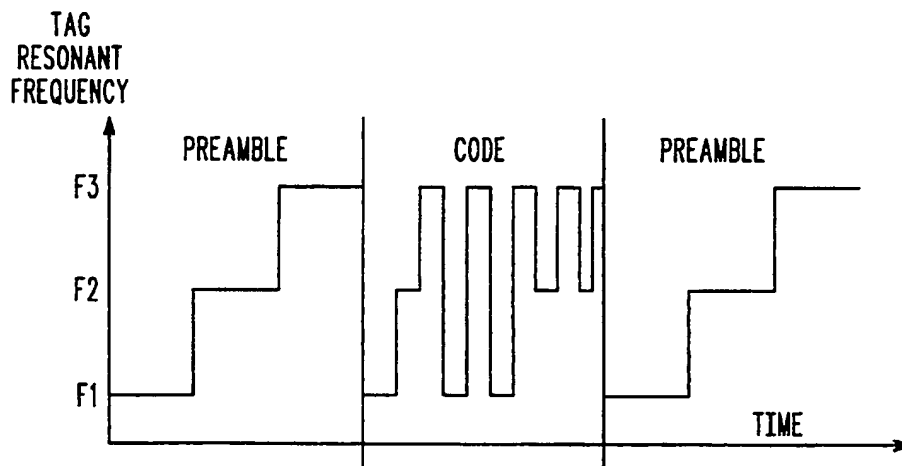 TAG
RESONANT
FREQUENCY
PREAMBLE
CODE
PREAMBLE
F3
F2
F1
TIME